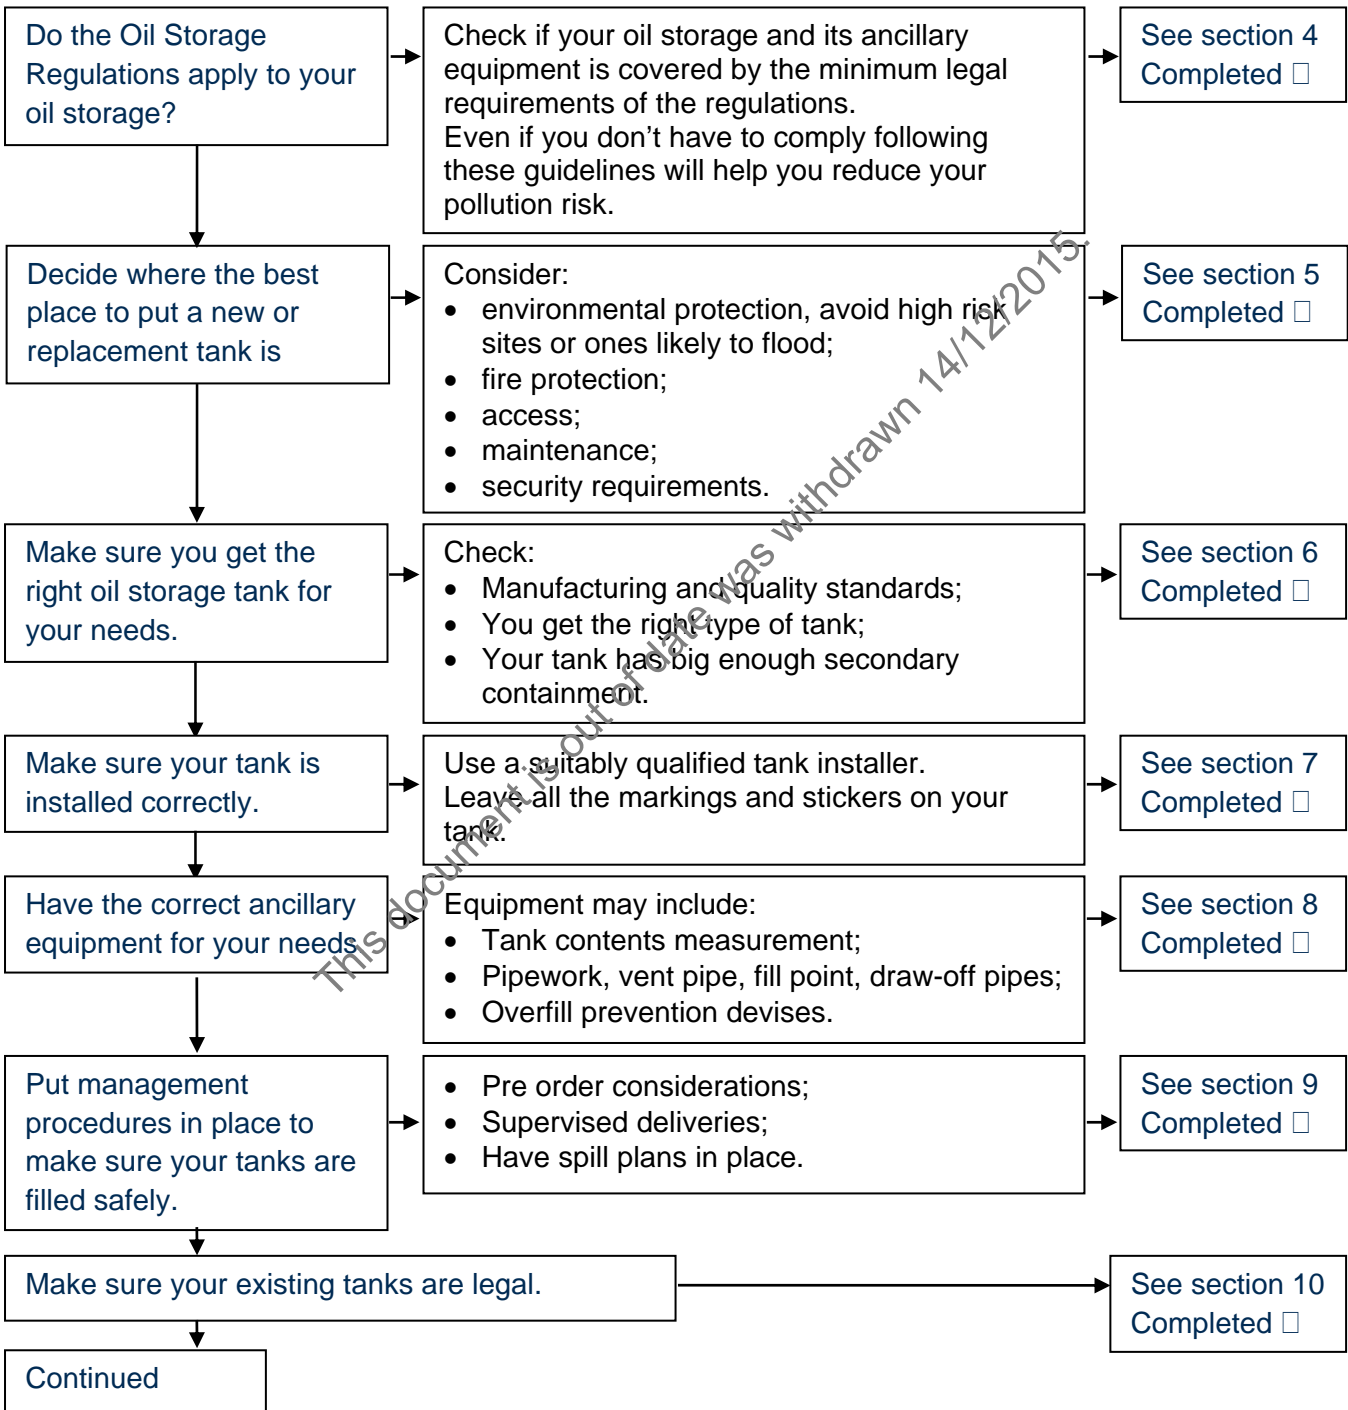 Do the Oil Storage
Regulations apply to your
oil storage?
Check if your oil storage and its ancillary
equipment is covered by the minimum legal
requirements of the regulations.
Even if you don’t have to comply following
these guidelines will help you reduce your
pollution risk.
See section 4
Completed □
Decide where the best
place to put a new or
replacement tank is
Consider:
• environmental protection, avoid high risk
sites or ones likely to flood;
• fire protection;
• access;
• maintenance;
• security requirements.
See section 5
Completed □
Make sure you get the
right oil storage tank for
your needs.
Check:
• Manufacturing and quality standards;
• You get the right type of tank;
• Your tank has big enough secondary
containment.
See section 6
Completed □
Make sure your tank is
installed correctly.
Use a suitably qualified tank installer.
Leave all the markings and stickers on your
tank.
See section 7
Completed □
Have the correct ancillary
equipment for your needs
Equipment may include:
• Tank contents measurement;
• Pipework, vent pipe, fill point, draw-off pipes;
• Overfill prevention devises.
See section 8
Completed □
Put management
procedures in place to
make sure your tanks are
filled safely.
• Pre order considerations;
• Supervised deliveries;
• Have spill plans in place.
See section 9
Completed □
Make sure your existing tanks are legal.
See section 10
Completed □
Continued
This document is out of date was withdrawn 14/12/2015.